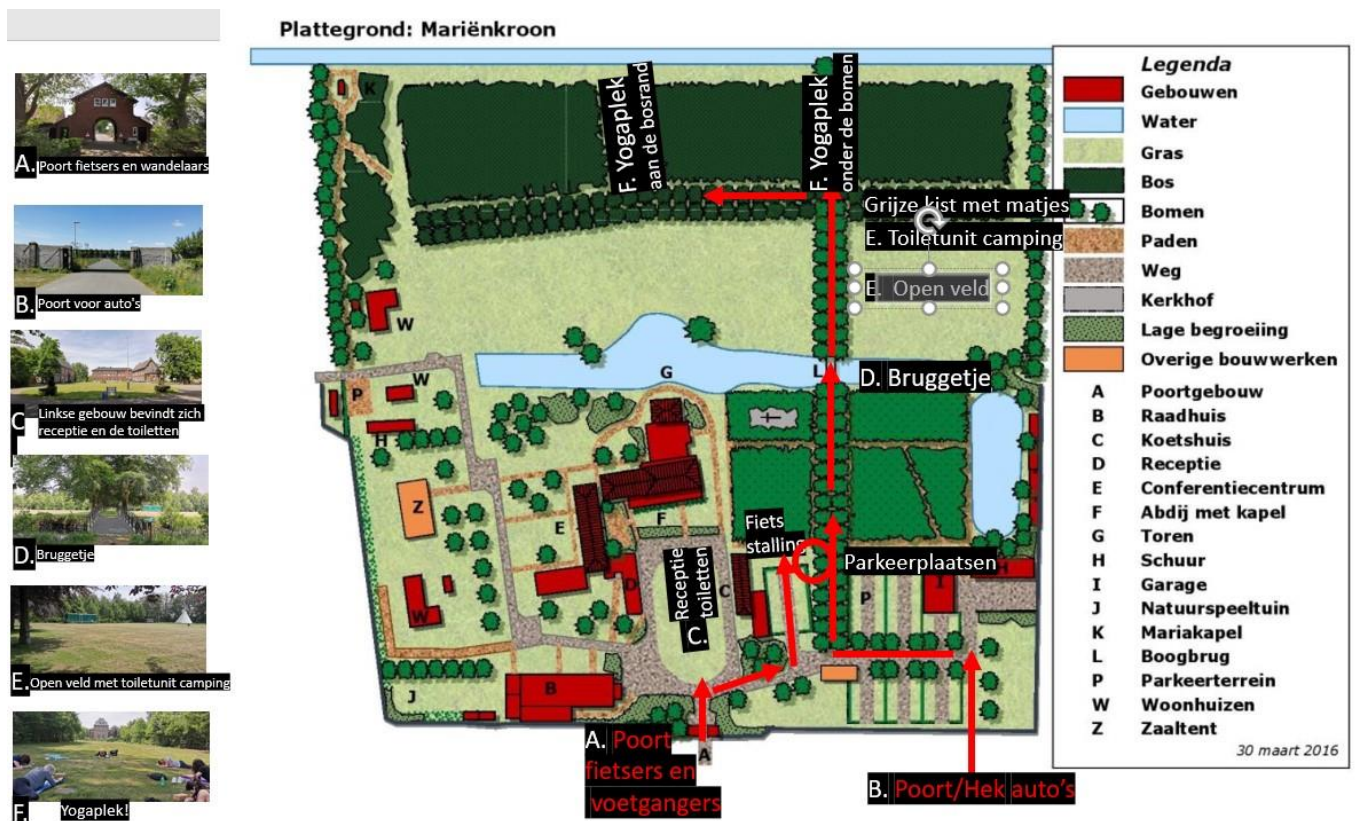 Plattegrond: Mariënkroon
A. Poort fietsers en wandelaars
B. Poort voor auto's
C Linkse gebouw bevindt zich
receptie en de toiletten
D. Bruggetje
E. Open veld met toiletunit camping
F. Yogaplek!
F. Yogaplek
aan de bosrand
F. Yogaplek
onder de bomen
Grijze kist met matjes
E. Toiletunit camping
E. Open veld
D. Bruggetje
Fiets
stalling
Parkeerplaatsen
Receptie
toiletten
C.
A. Poort
fietsers en
voetgangers
B. Poort/Hek auto's
K
W
G
L
W
P
H
Z
E
F
D
C
P
I
H
W
B
J
A
Legenda
Gebouwen
Water
Gras
Bos
Bomen
Paden
Weg
Kerkhof
Lage begroeiing
Overige bouwwerken
A Poortgebouw
B Raadhuis
C Koetshuis
D Receptie
E Conferentiecentrum
F Abdij met kapel
G Toren
H Schuur
I Garage
J Natuurspeeltuin
K Mariakapel
L Boogbrug
P Parkeerterrein
W Woonhuizen
Z Zaaltent
30 maart 2016